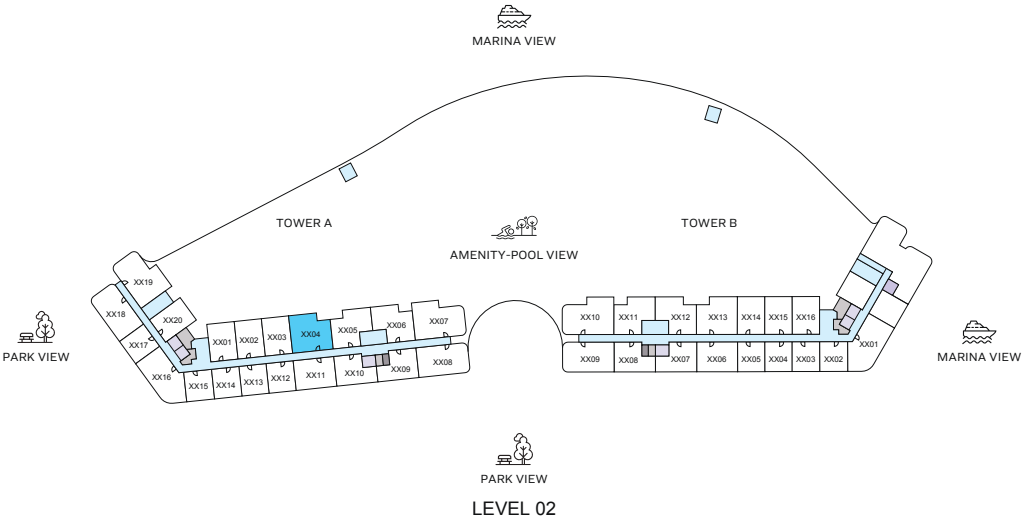 MARINA VIEW
TOWER A
TOWER B
AMENITY-POOL VIEW
XX19
XX18
XX20
XX17
XX16
XX01
XX02
XX03
XX04
XX05
XX06
XX07
XX15
XX14
XX13
XX12
XX11
XX10
XX09
XX08
XX10
XX11
XX12
XX13
XX14
XX15
XX16
XX01
XX09
XX08
XX07
XX06
XX05
XX04
XX03
XX02
PARK VIEW
MARINA VIEW
PARK VIEW
LEVEL 02